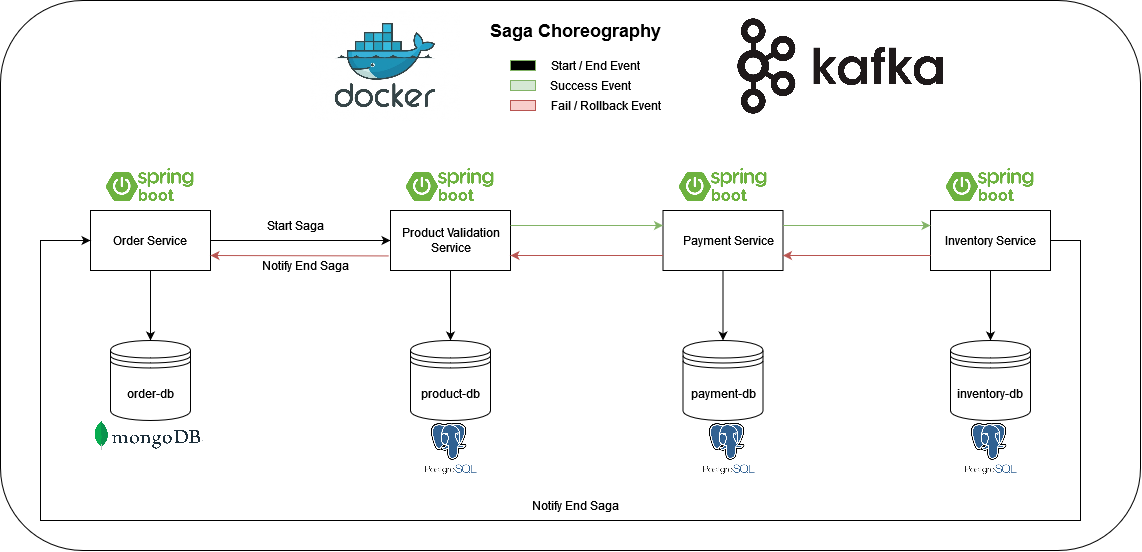 Saga Choreography
docker
kafka
Start / End Event
Success Event
Fail / Rollback Event
spring
boot
spring
boot
spring
boot
spring
boot
Order Service
Start Saga
Notify End Saga
Product Validation
Service
Payment Service
Inventory Service
order-db
product-db
payment-db
inventory-db
mongoDB
PostgreSQL
PostgreSQL
PostgreSQL
Notify End Saga